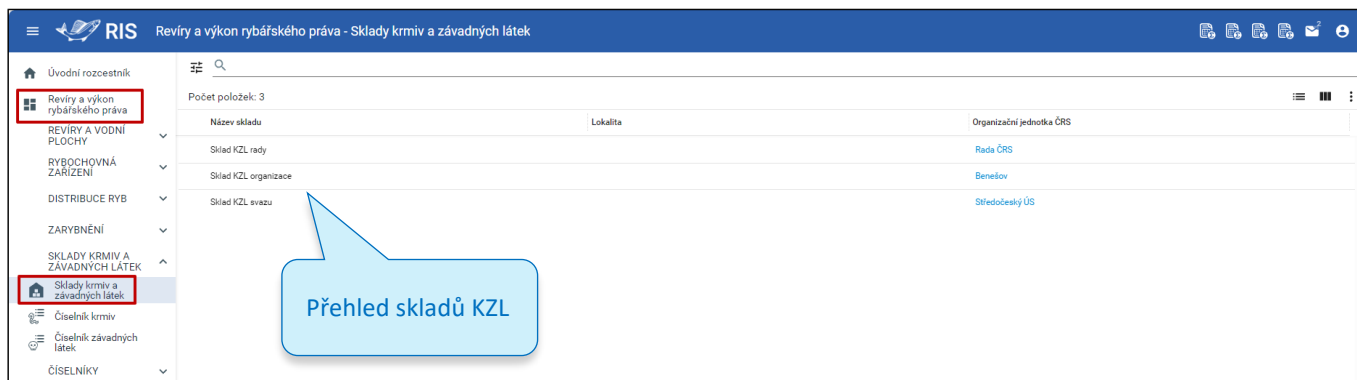 RIS
Revíry a výkon rybářského práva - Sklady krmiv a závadných látek
2
Úvodní rozcestník
Revíry a výkon
rybářského práva
REVÍRY A VODNÍ
PLOCHY
RYBOCHOVNÁ
ZAŘÍZENÍ
DISTRIBUCE RYB
ZARYBNĚNÍ
SKLADY KRMIV A
ZÁVADNÝCH LÁTEK
Sklady krmiv a
závadných látek
Číselník krmiv
Číselník závadných
látek
ČÍSELNÍKY
Počet položek: 3
Název skladu Lokalita Organizační jednotka ČRS
Sklad KZL rady Rada ČRS
Sklad KZL organizace Benešov
Sklad KZL svazu Středočeský ÚS
Přehled skladů KZL